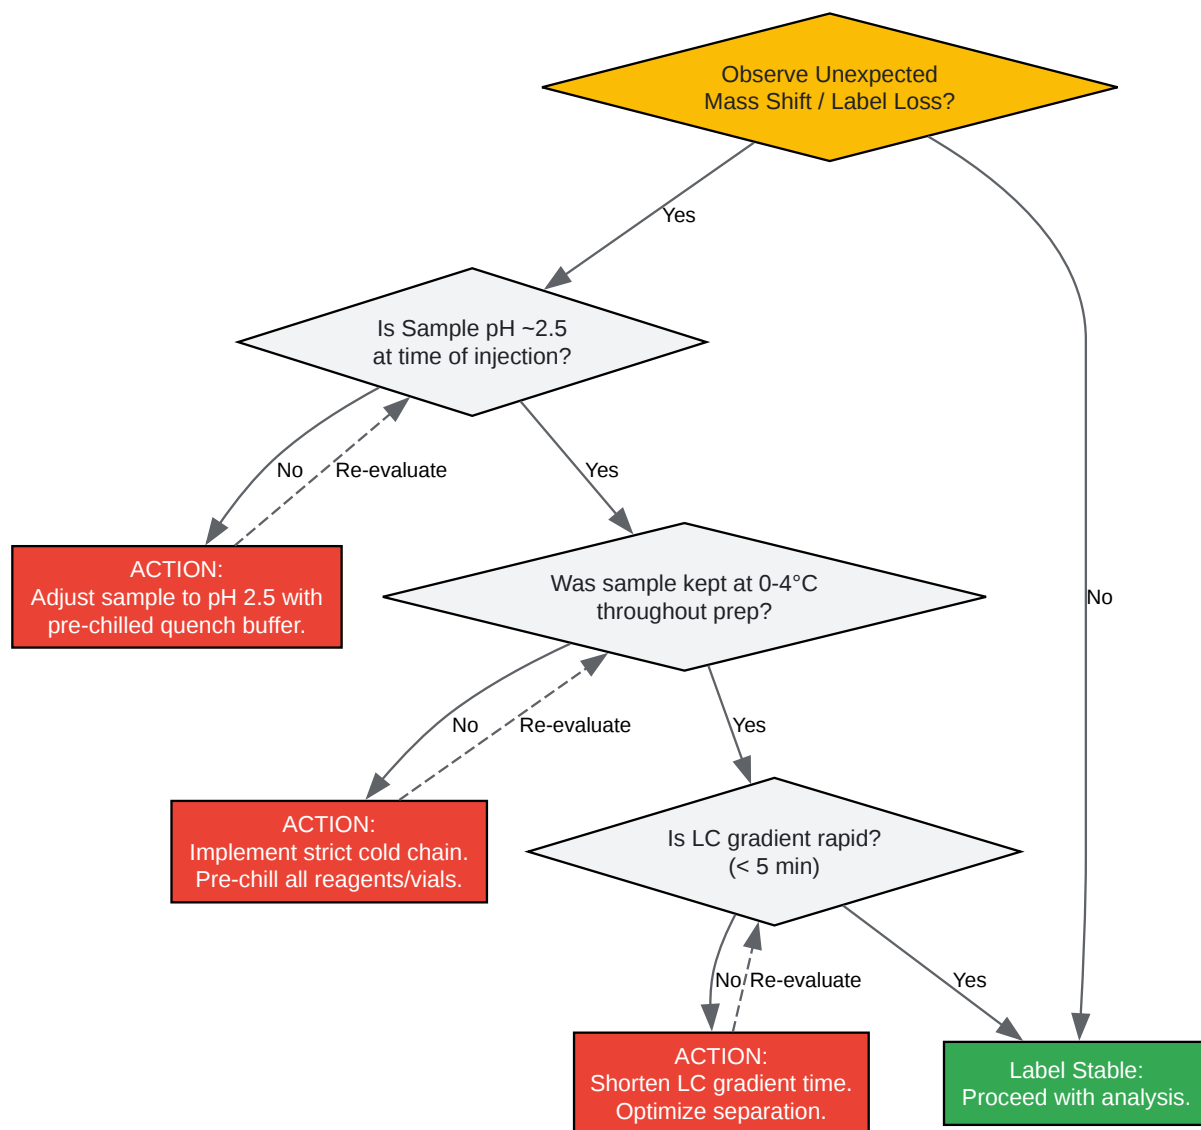 Observe Unexpected
Mass Shift / Label Loss?
Yes
Is Sample pH ~2.5
at time of injection?
No
Re-evaluate
Yes
ACTION:
Adjust sample to pH 2.5 with
pre-chilled quench buffer.
Was sample kept at 0-4°C
throughout prep?
No
No
Re-evaluate
Yes
ACTION:
Implement strict cold chain.
Pre-chill all reagents/vials.
Is LC gradient rapid?
(< 5 min)
No
Re-evaluate
Yes
ACTION:
Shorten LC gradient time.
Optimize separation.
Label Stable:
Proceed with analysis.